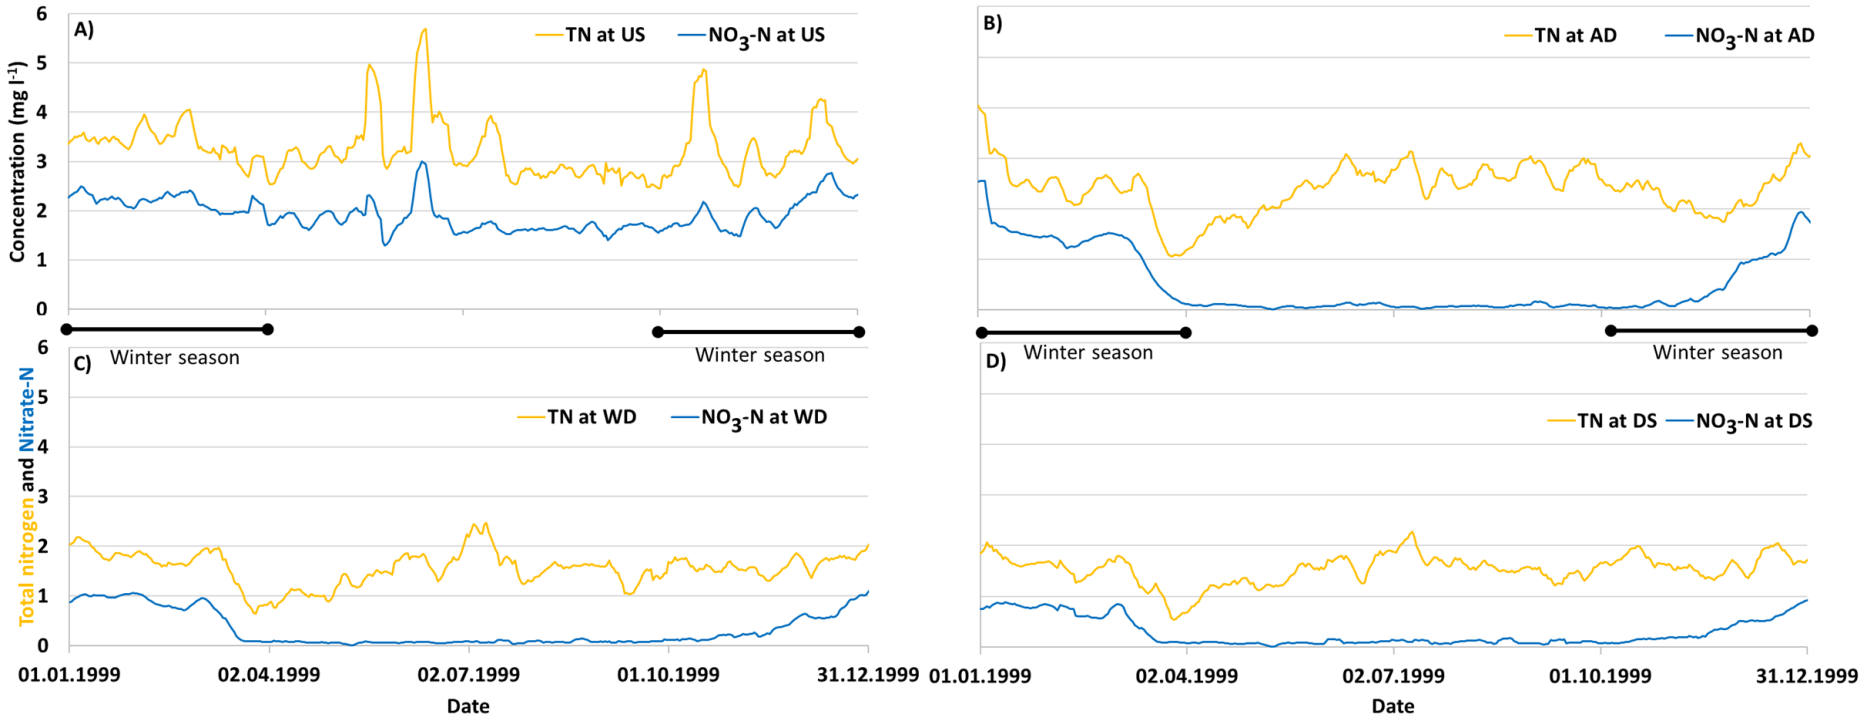 A)
TN at US
NO3-N at US
B)
TN at AD
NO3-N at AD
Concentration (mg l-1)
6
5
4
3
2
1
0
Winter season
Winter season
Winter season
Winter season
C)
TN at WD
NO3-N at WD
D)
TN at DS
NO3-N at DS
Total nitrogen and Nitrate-N
6
5
4
3
2
1
0
01.01.1999
02.04.1999
02.07.1999
01.10.1999
31.12.1999
01.01.1999
02.04.1999
02.07.1999
01.10.1999
31.12.1999
Date
Date